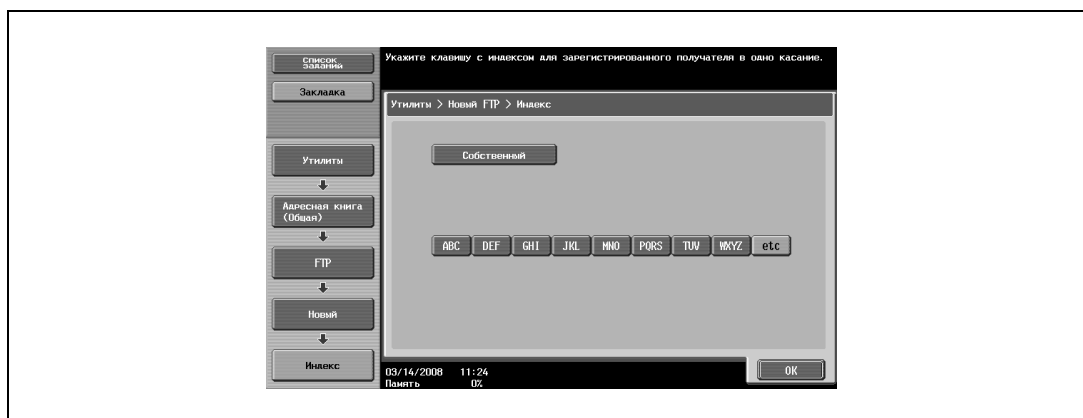 Список
заданий
Закладка
Утилиты
Адресная книга
(Общая)
FTP
Новый
Индекс
Укажите клавишу с индексом для зарегистрированного получателя в одно касание.
Утилиты > Новый FTP > Индекс
Собственный
ABC DEF GHI JKL MNO PQRS TUV WXYZ etc
03/14/2008 11:24
Память 0%
OK